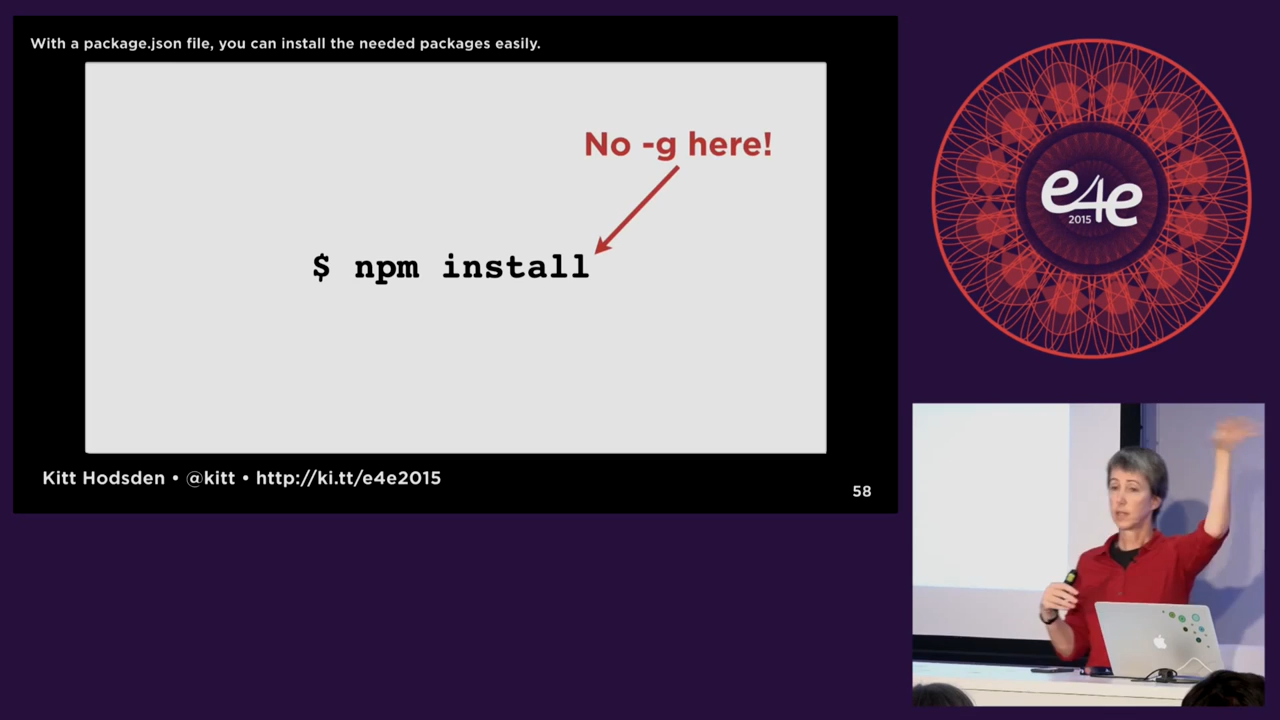 With a package.json file, you can install the needed packages easily.
No -g here!
$ npm install
Kitt Hodsden • @kitt • http://ki.tt/e4e2015
58
e4e
2015